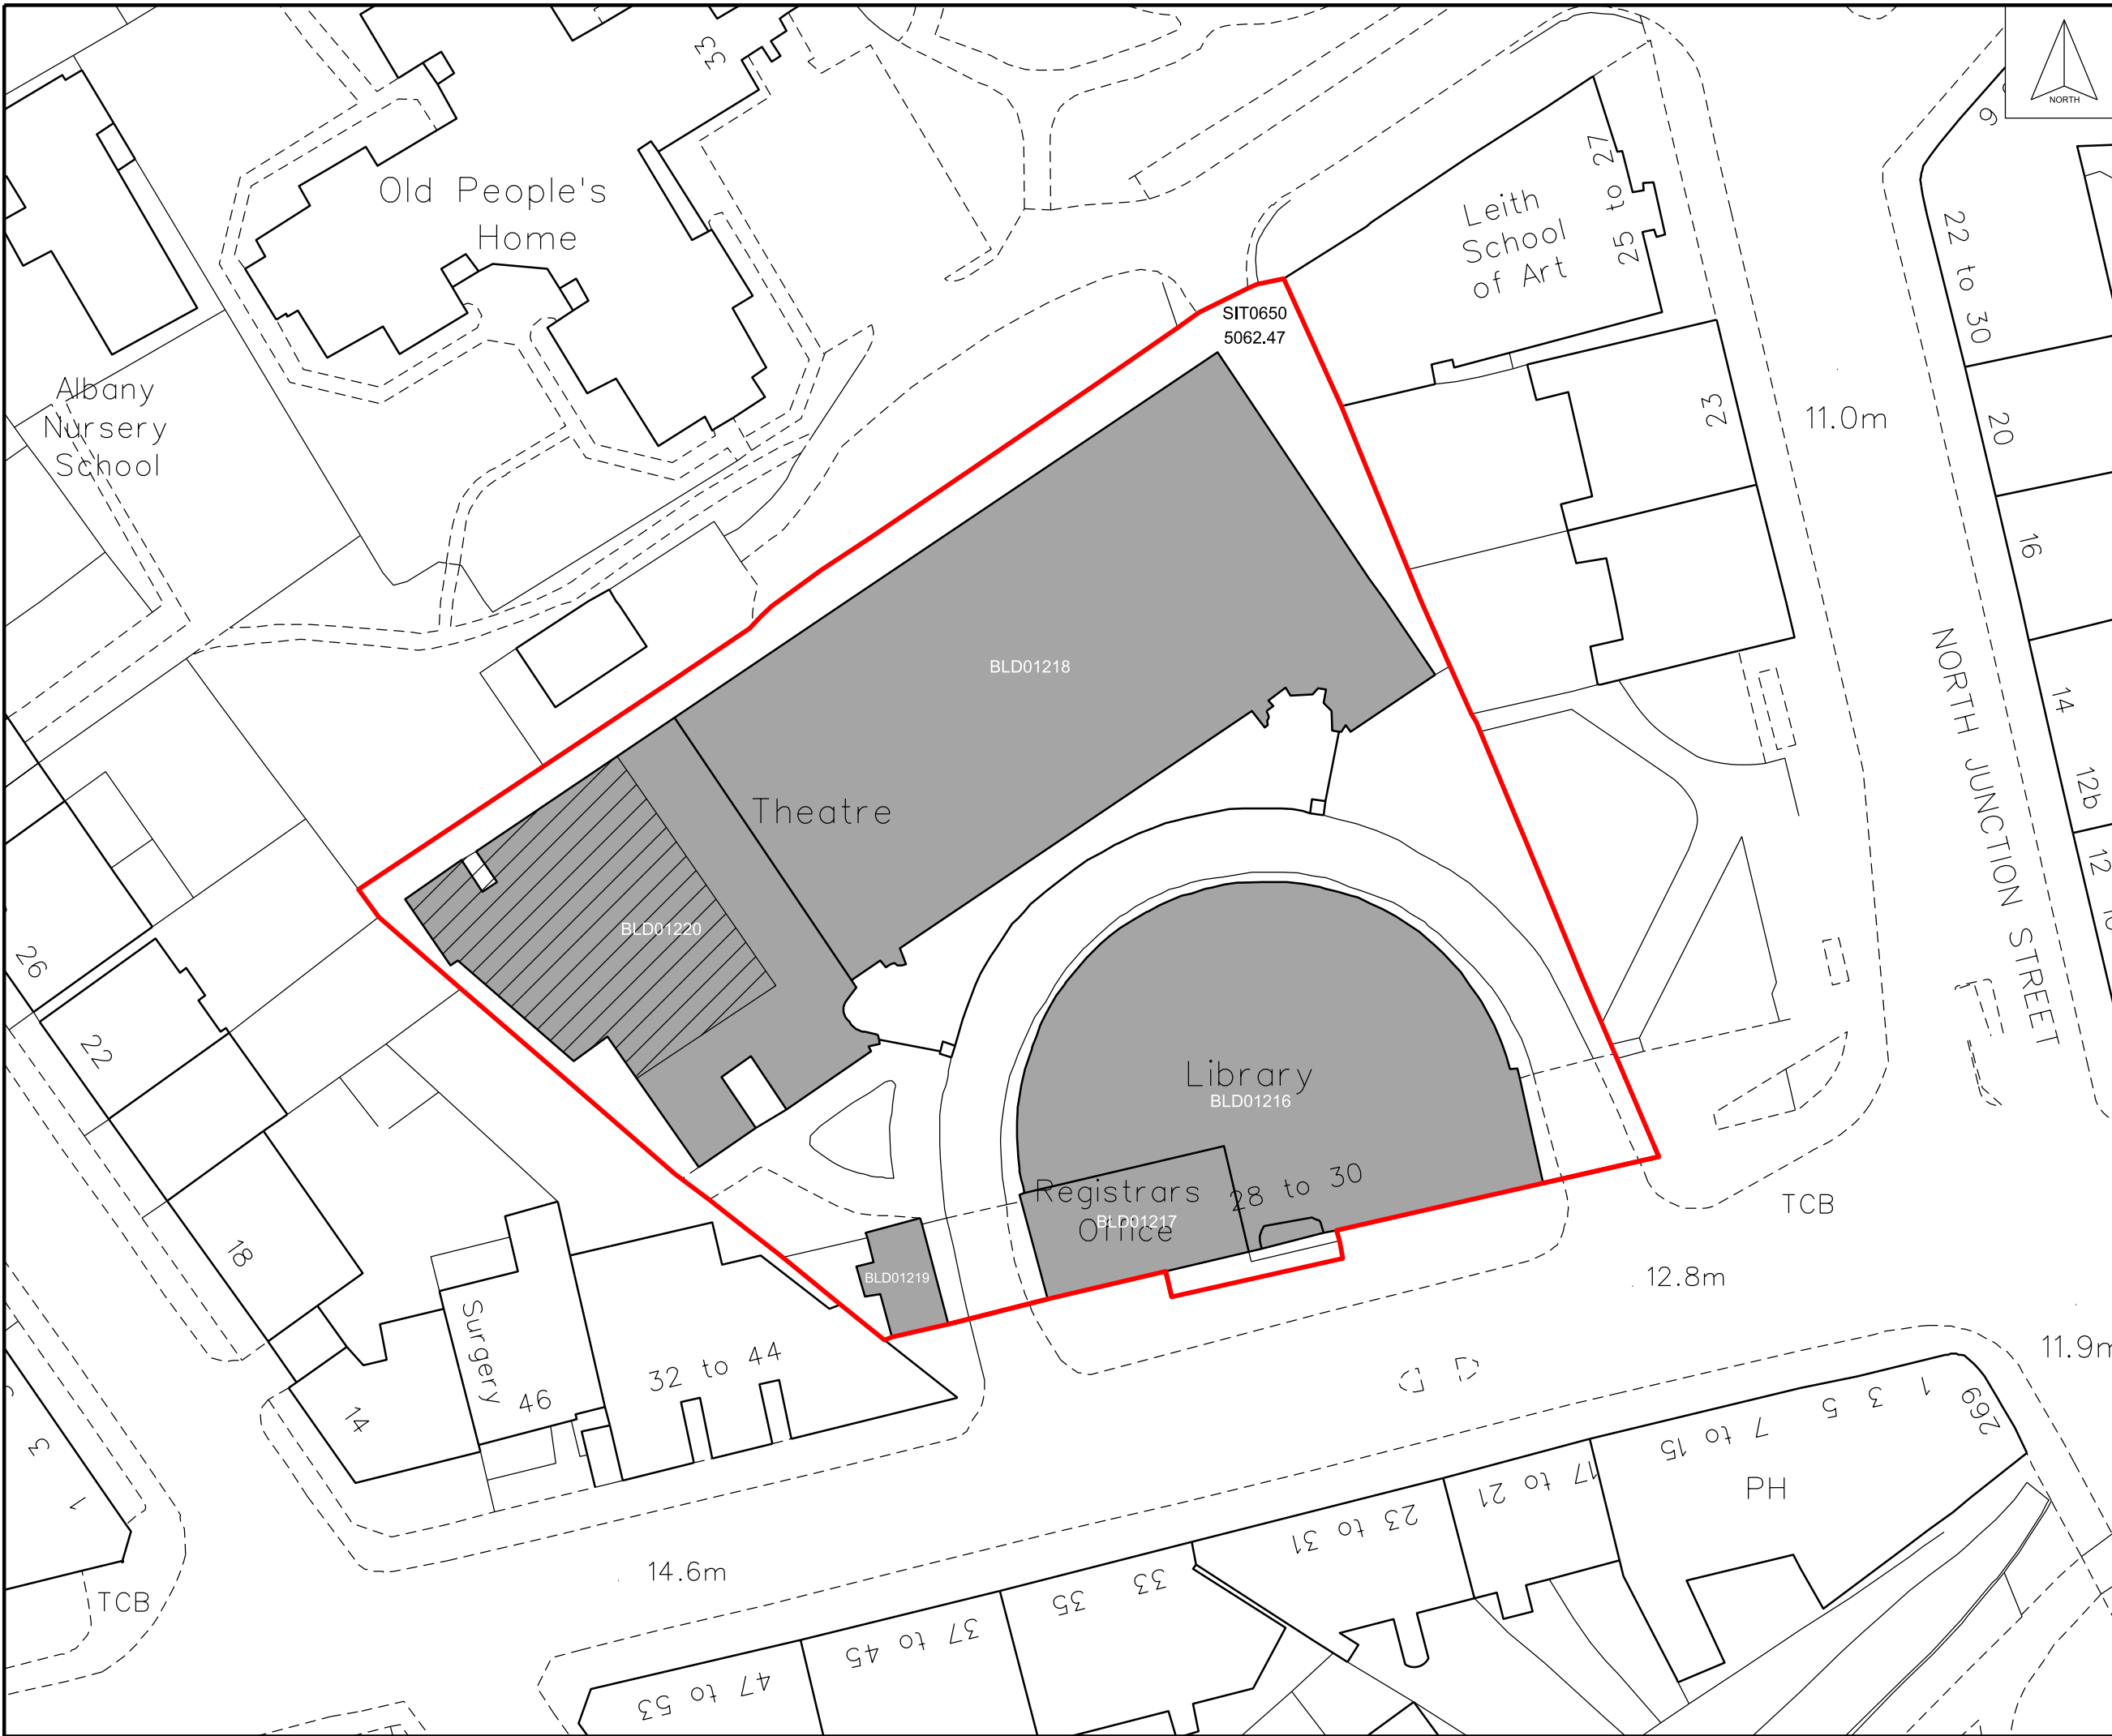 33
NORTH
Old People's
Home
Leith
School
of Art
25 to 27
22 to 30
SIT0650
5062.47
Albany
Nursery
School
23
11.0m
20
16
BLD01218
NORTH JUNCTION STREET
14
12b
12
Theatre
BLD01220
26
22
Library
BLD01216
28 to 30
Registrars
Office
BLD01217
TCB
18
BLD01219
12.8m
11.9m
Surgery
46
32 to 44
14
3
1
269
1
3
5
7 to 15
PH
17 to 21
23 to 31
33
35
37 to 45
47 to 53
14.6m
TCB